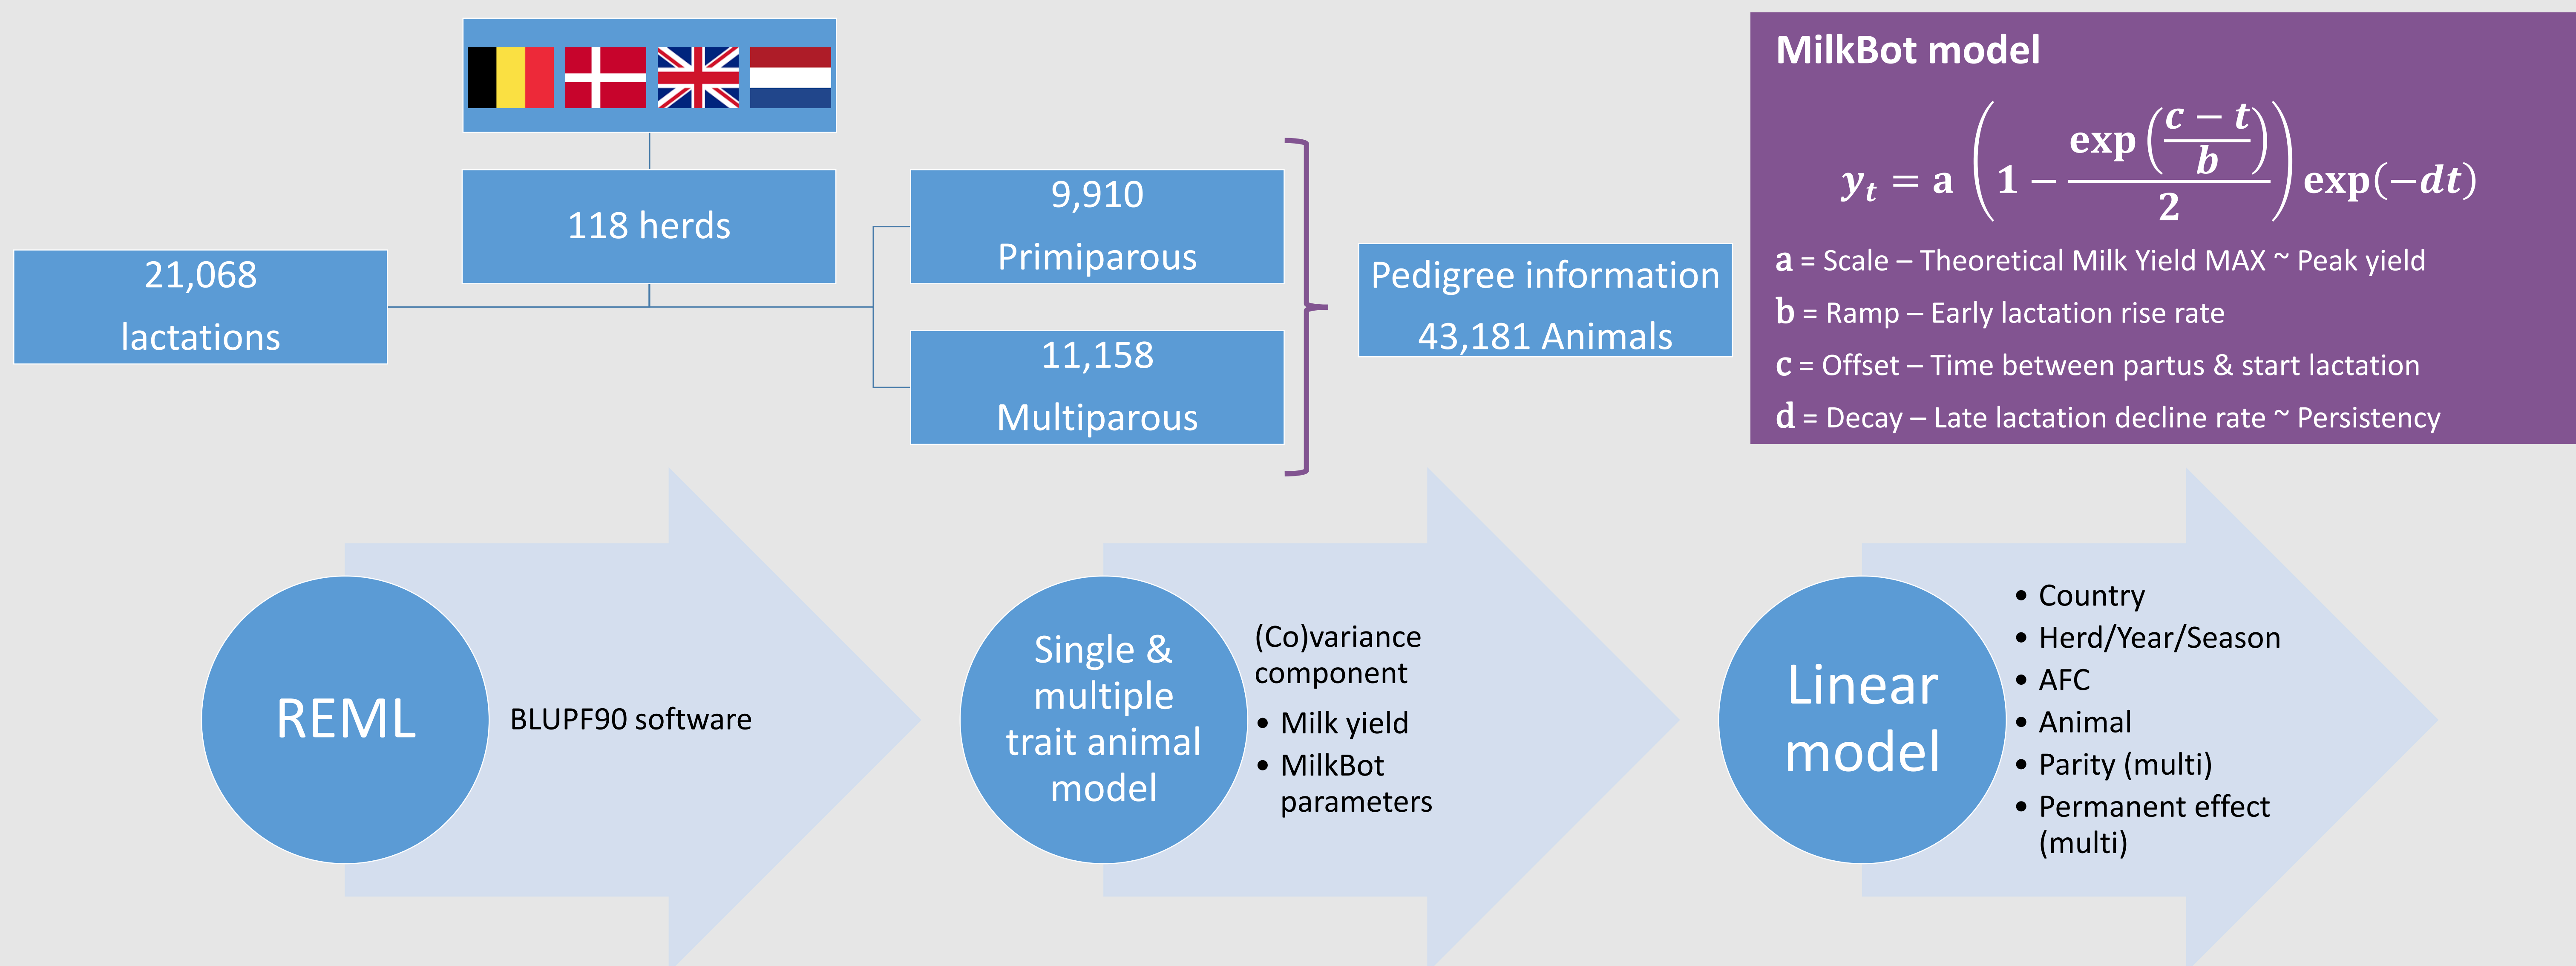 118 herds
21,068
lactations
9,910
Primiparous
11,158
Multiparous
Pedigree information
43,181 Animals
MilkBot model
y_t = a (1 − exp((c − t)/b)/2) exp(−dt)
a = Scale – Theoretical Milk Yield MAX ~ Peak yield
b = Ramp – Early lactation rise rate
c = Offset – Time between partus & start lactation
d = Decay – Late lactation decline rate ~ Persistency
REML
BLUPF90 software
Single &
multiple
trait animal
model
(Co)variance
component
• Milk yield
• MilkBot
parameters
Linear
model
• Country
• Herd/Year/Season
• AFC
• Animal
• Parity (multi)
• Permanent effect
(multi)